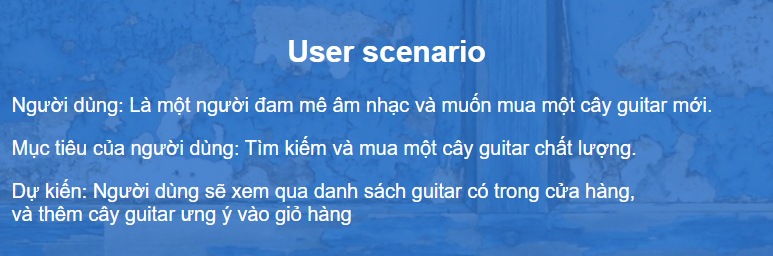 User scenario
Người dùng: Là một người đam mê âm nhạc và muốn mua một cây guitar mới.
Mục tiêu của người dùng: Tìm kiếm và mua một cây guitar chất lượng.
Dự kiến: Người dùng sẽ xem qua danh sách guitar có trong cửa hàng,
và thêm cây guitar ưng ý vào giỏ hàng